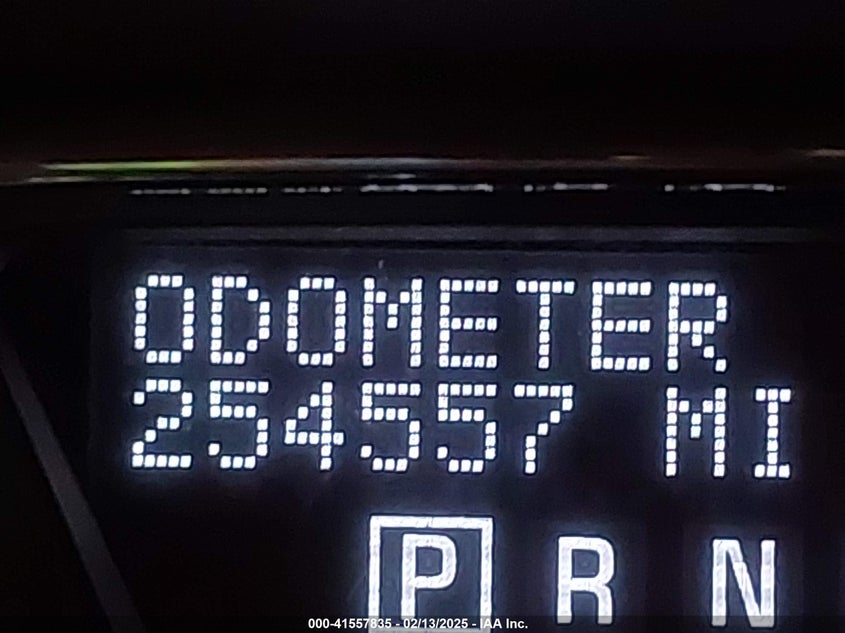 ODOMETER
254557 MI
P R N
000-41557835 - 02/13/2025 - IAA Inc.